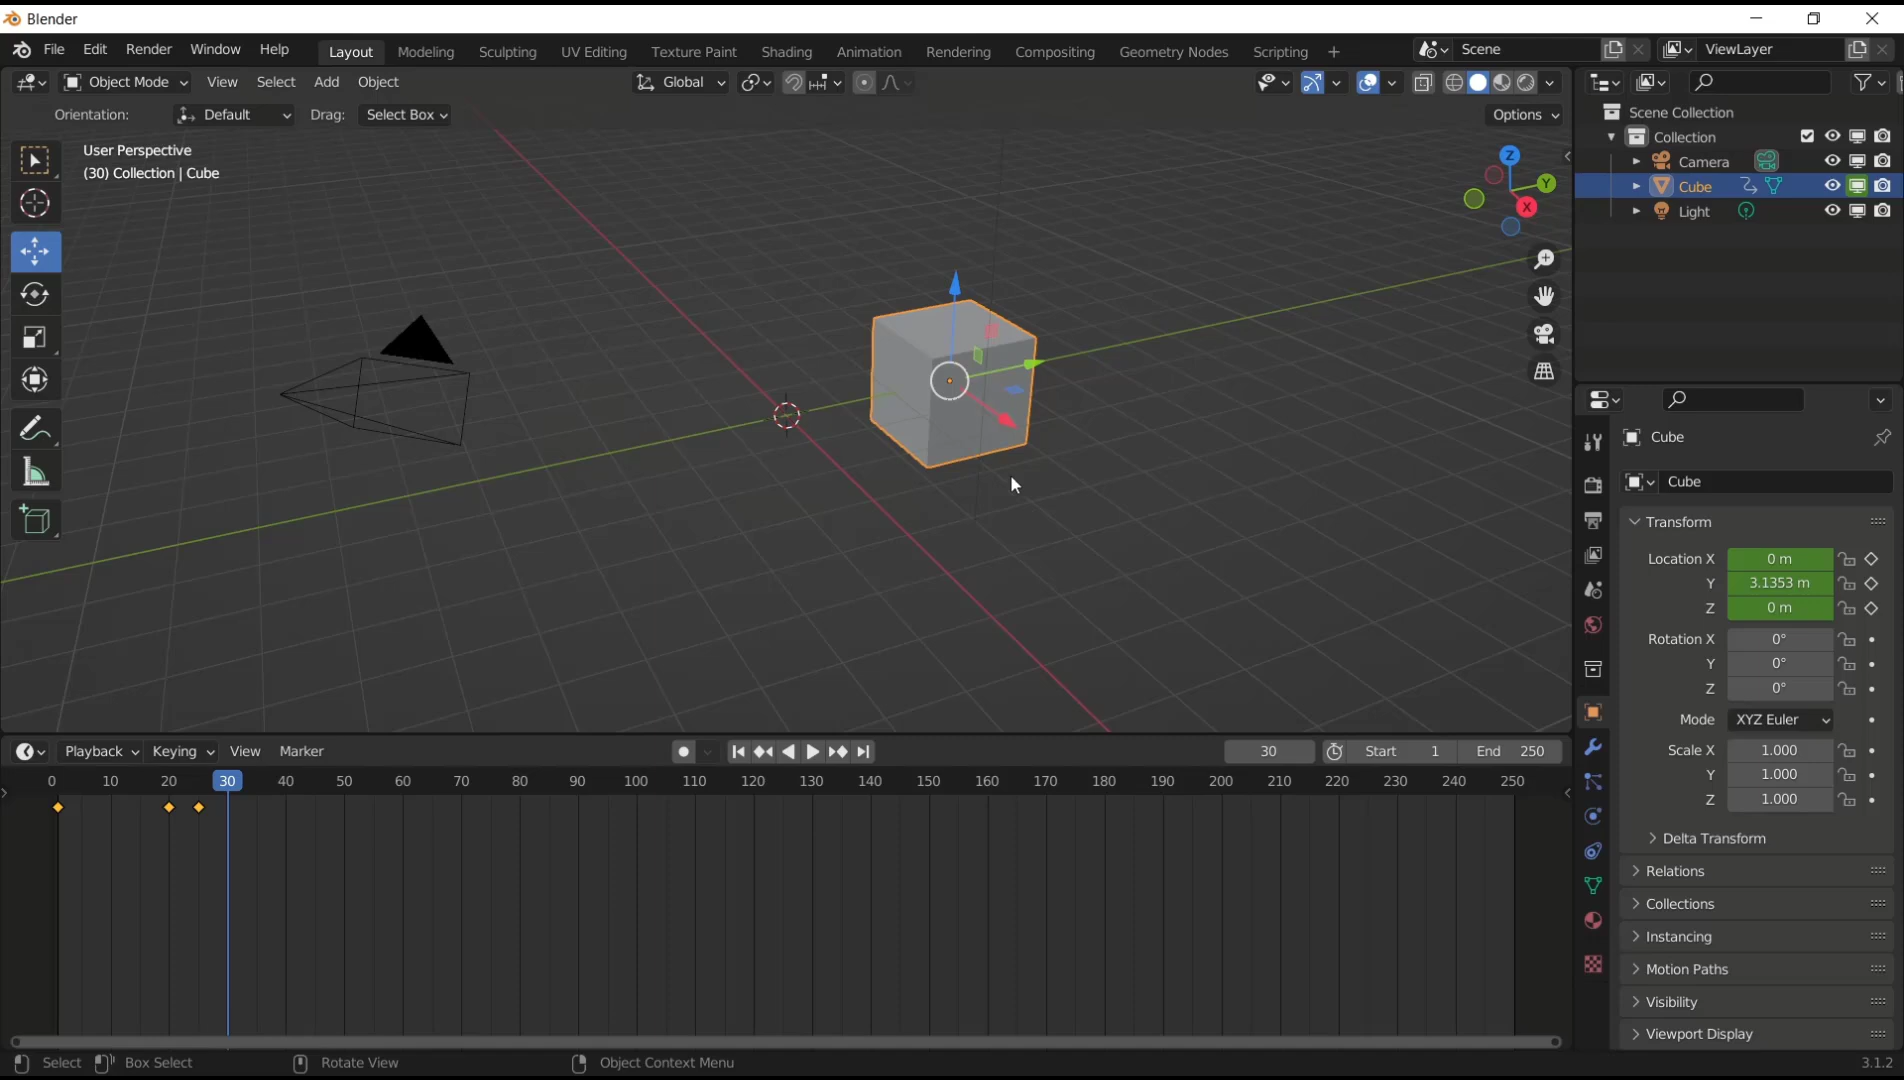 Blender
File Edit Render Window Help Layout Modeling Sculpting UV Editing Texture Paint Shading Animation Rendering Compositing Geometry Nodes Scripting + Scene ViewLayer
Object Mode View Select Add Object Global
Orientation: Default Drag: Select Box Options
User Perspective
(30) Collection | Cube
Z
Y
X
Scene Collection
Collection
Camera
Cube
Light
Cube
Cube
Transform
Location X 0 m
Y 3.1353 m
Z 0 m
Rotation X 0°
Y 0°
Z 0°
Mode XYZ Euler
Scale X 1.000
Y 1.000
Z 1.000
Delta Transform
Relations
Collections
Instancing
Motion Paths
Visibility
Viewport Display
Playback Keying View Marker 30 Start 1 End 250
0 10 20 30 40 50 60 70 80 90 100 110 120 130 140 150 160 170 180 190 200 210 220 230 240 250
Select Box Select Rotate View Object Context Menu 3.1.2